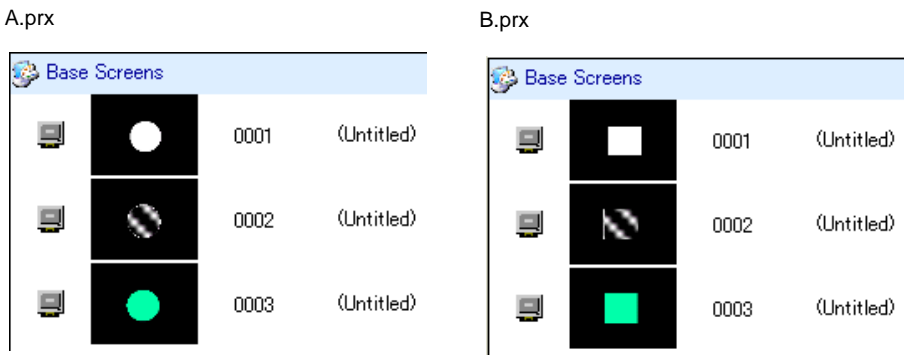 A.prx
Base Screens
0001 (Untitled)
0002 (Untitled)
0003 (Untitled)
B.prx
Base Screens
0001 (Untitled)
0002 (Untitled)
0003 (Untitled)